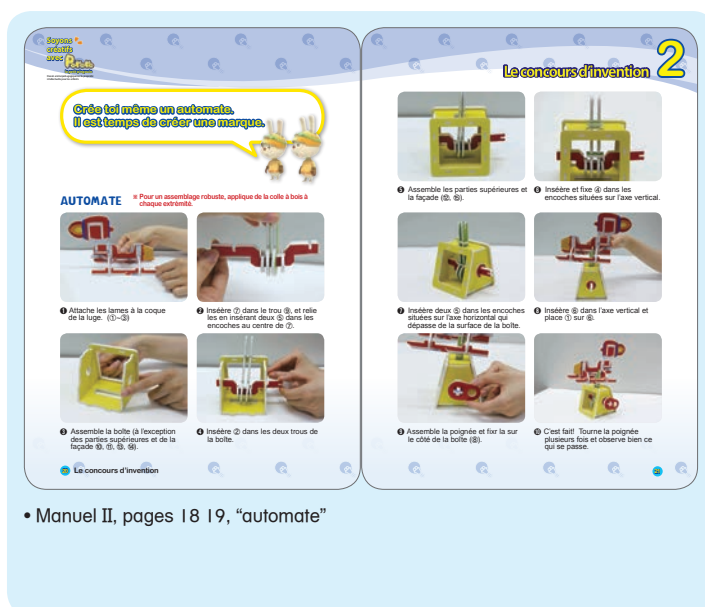 Soyons
créatifs
avec
Le concours d'invention 2
Crée toi même un automate.
Il est temps de créer une marque.
AUTOMATE
※ Pour un assemblage robuste, applique de la colle à bois à
chaque extrémité.
❶ Attache les lames à la coque
de la luge. (①~③)
❷ Insère ⑦ dans le trou ⑨, et relie
les en insérant deux ⑤ dans les
encoches au centre de ⑦.
❸ Assemble la boîte (à l'exception
des parties supérieures et de la
façade ⑩, ⑪, ⑬, ⑭).
❹ Insère ② dans les deux trous de
la boîte.
Le concours d'invention
❺ Assemble les parties supérieures et
la façade (⑫, ⑮).
❻ Insère et fixe ④ dans les
encoches situées sur l'axe vertical.
❼ Insère deux ⑤ dans les encoches
situées sur l'axe horizontal qui
dépasse de la surface de la boîte.
❽ Insère ⑥ dans l'axe vertical et
place ① sur ⑥.
❾ Assemble la poignée et fixr la sur
le côté de la boîte (⑧).
❿ C'est fait! Tourne la poignée
plusieurs fois et observe bien ce
qui se passe.
• Manuel II, pages 18 19, “automate”